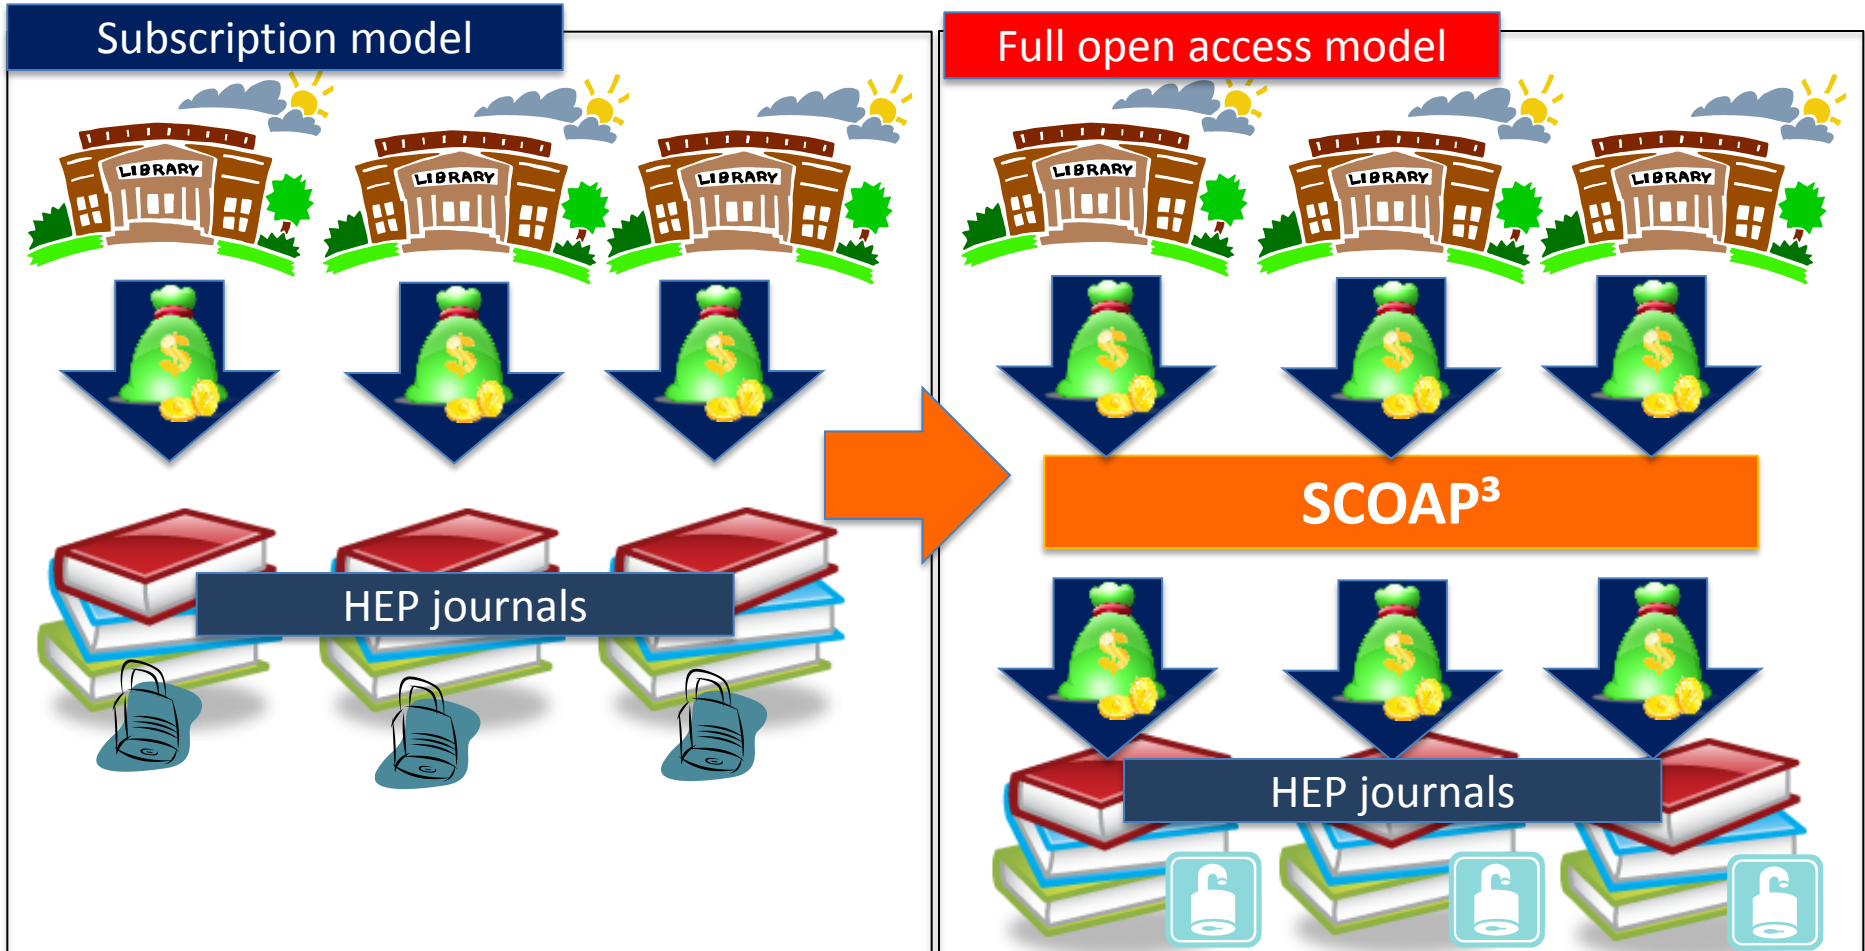 Subscription model
LIBRARY
LIBRARY
LIBRARY
HEP journals
Full open access model
LIBRARY
LIBRARY
LIBRARY
SCOAP³
HEP journals